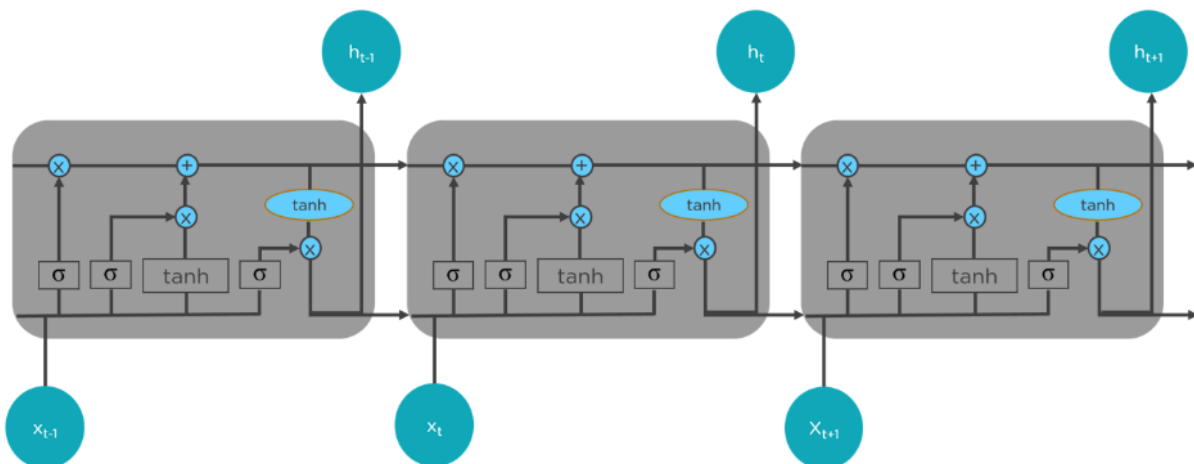 h_{t-1} h_t h_{t+1}
x + x + x +
tanh tanh tanh
x x x
x x x
σ σ tanh σ σ σ tanh σ σ σ tanh σ
x_{t-1} x_t X_{t+1}